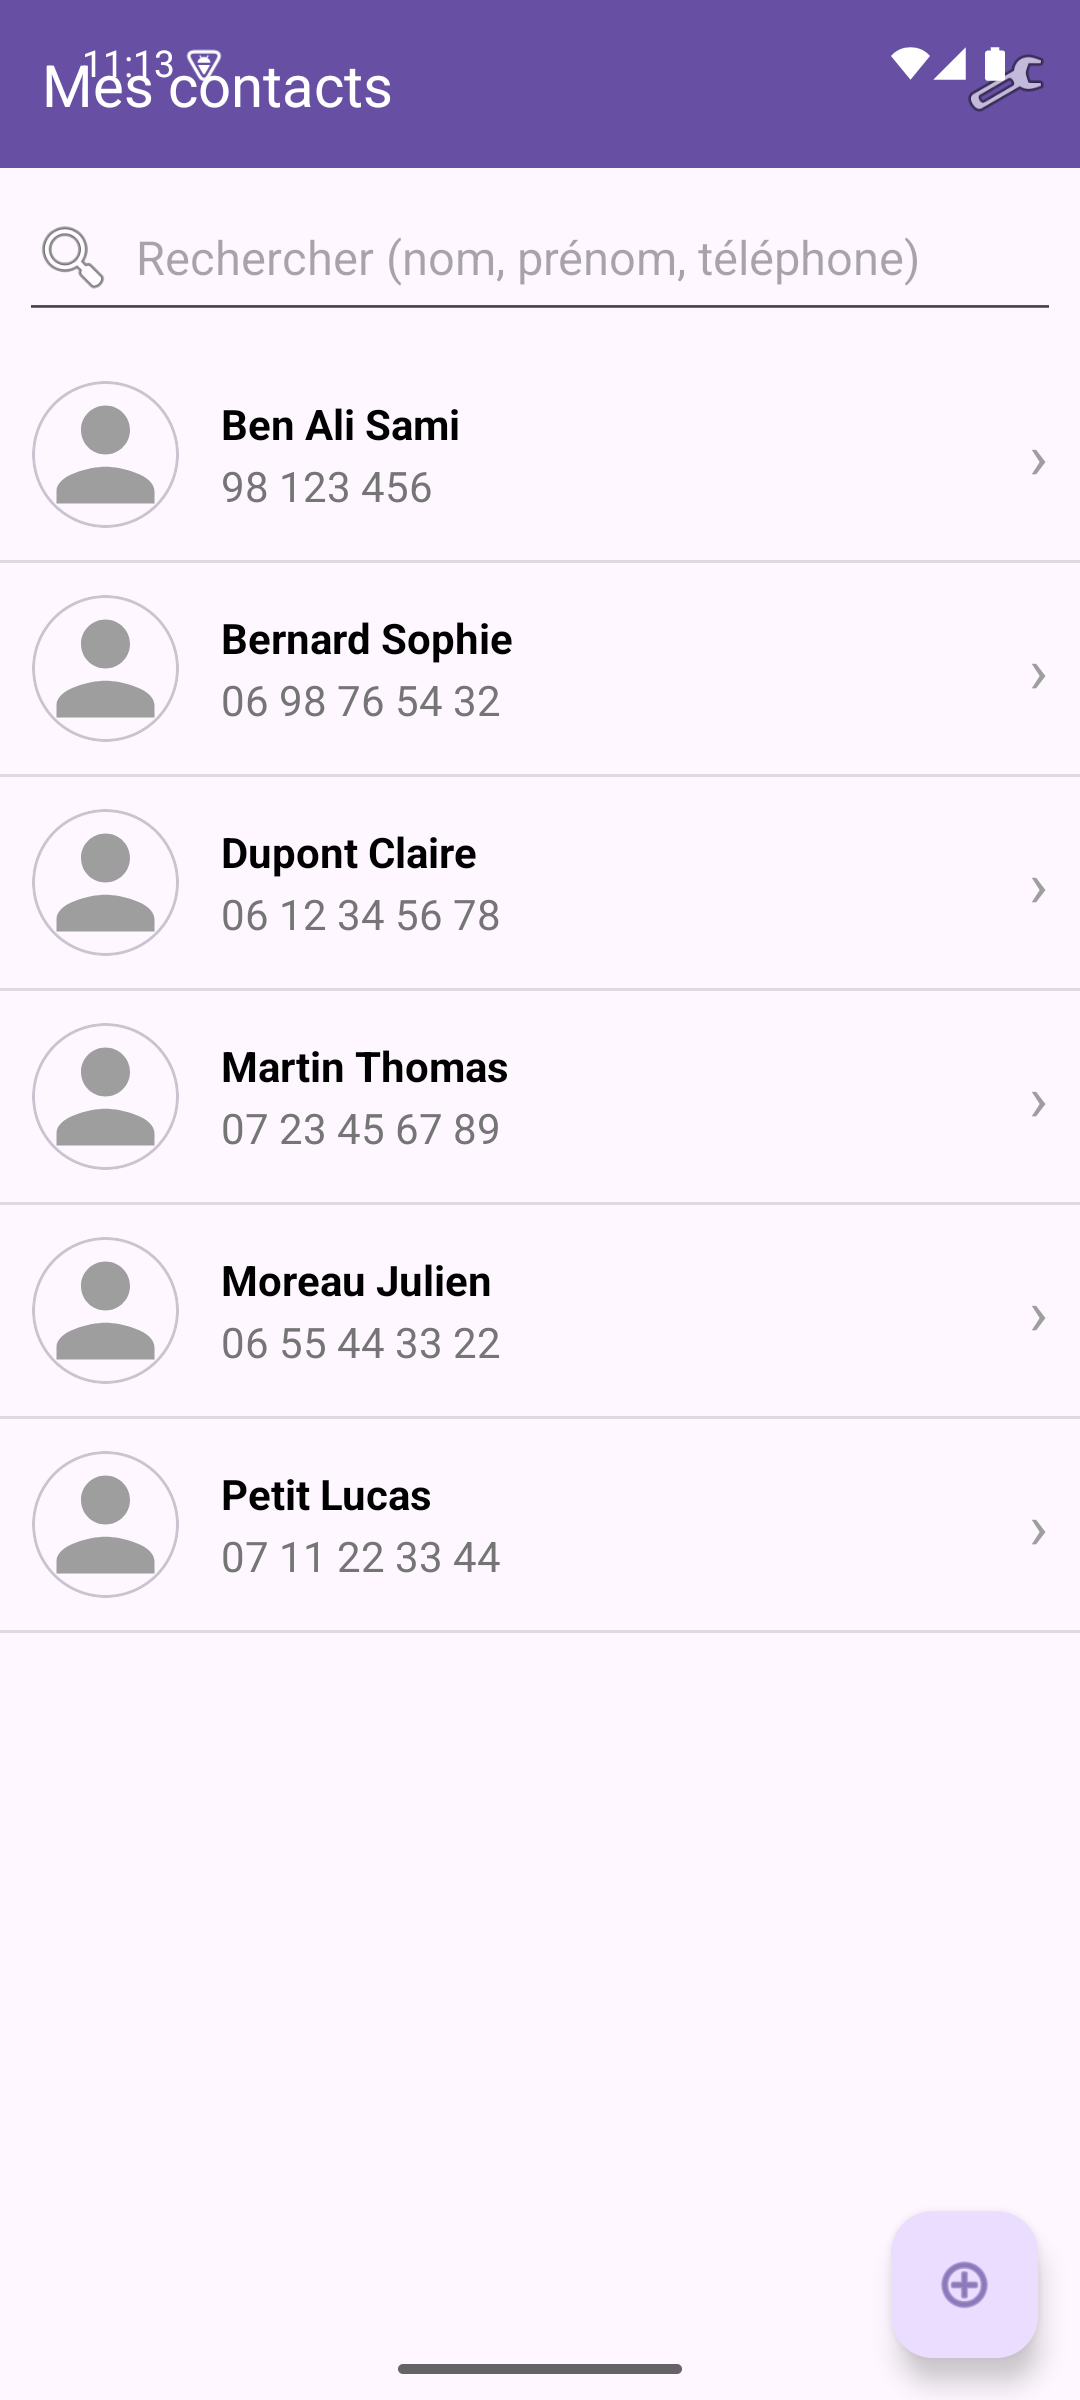 11:13
Mes contacts
Rechercher (nom, prénom, téléphone)
Ben Ali Sami
98 123 456
Bernard Sophie
06 98 76 54 32
Dupont Claire
06 12 34 56 78
Martin Thomas
07 23 45 67 89
Moreau Julien
06 55 44 33 22
Petit Lucas
07 11 22 33 44